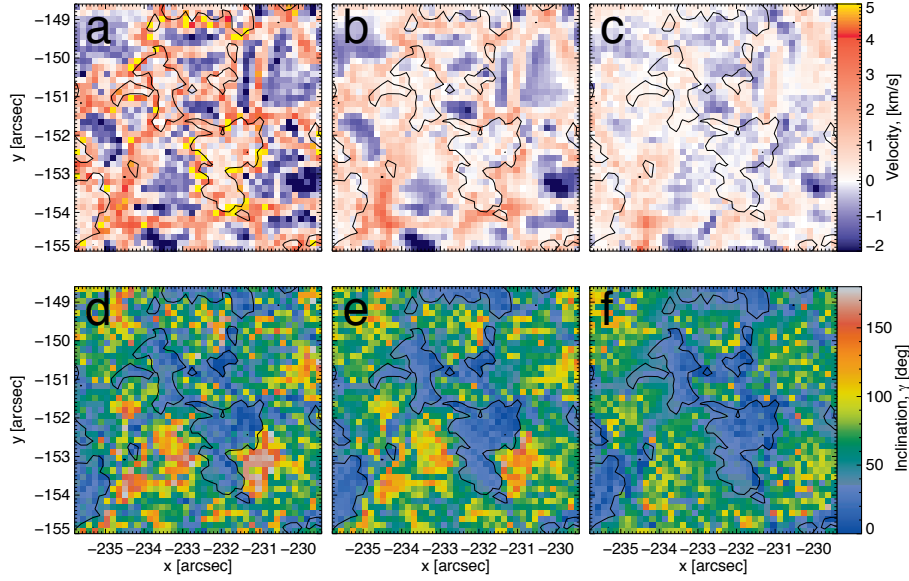 a b c
−149
−150
−151
−152
−153
−154
−155
y [arcsec]
5
4
3
2
1
0
−1
−2
Velocity, [km/s]
d e f
−149
−150
−151
−152
−153
−154
−155
y [arcsec]
150
100
50
0
Inclination, γ [deg]
−235 −234 −233 −232 −231 −230
−235 −234 −233 −232 −231 −230
−235 −234 −233 −232 −231 −230
x [arcsec]
x [arcsec]
x [arcsec]